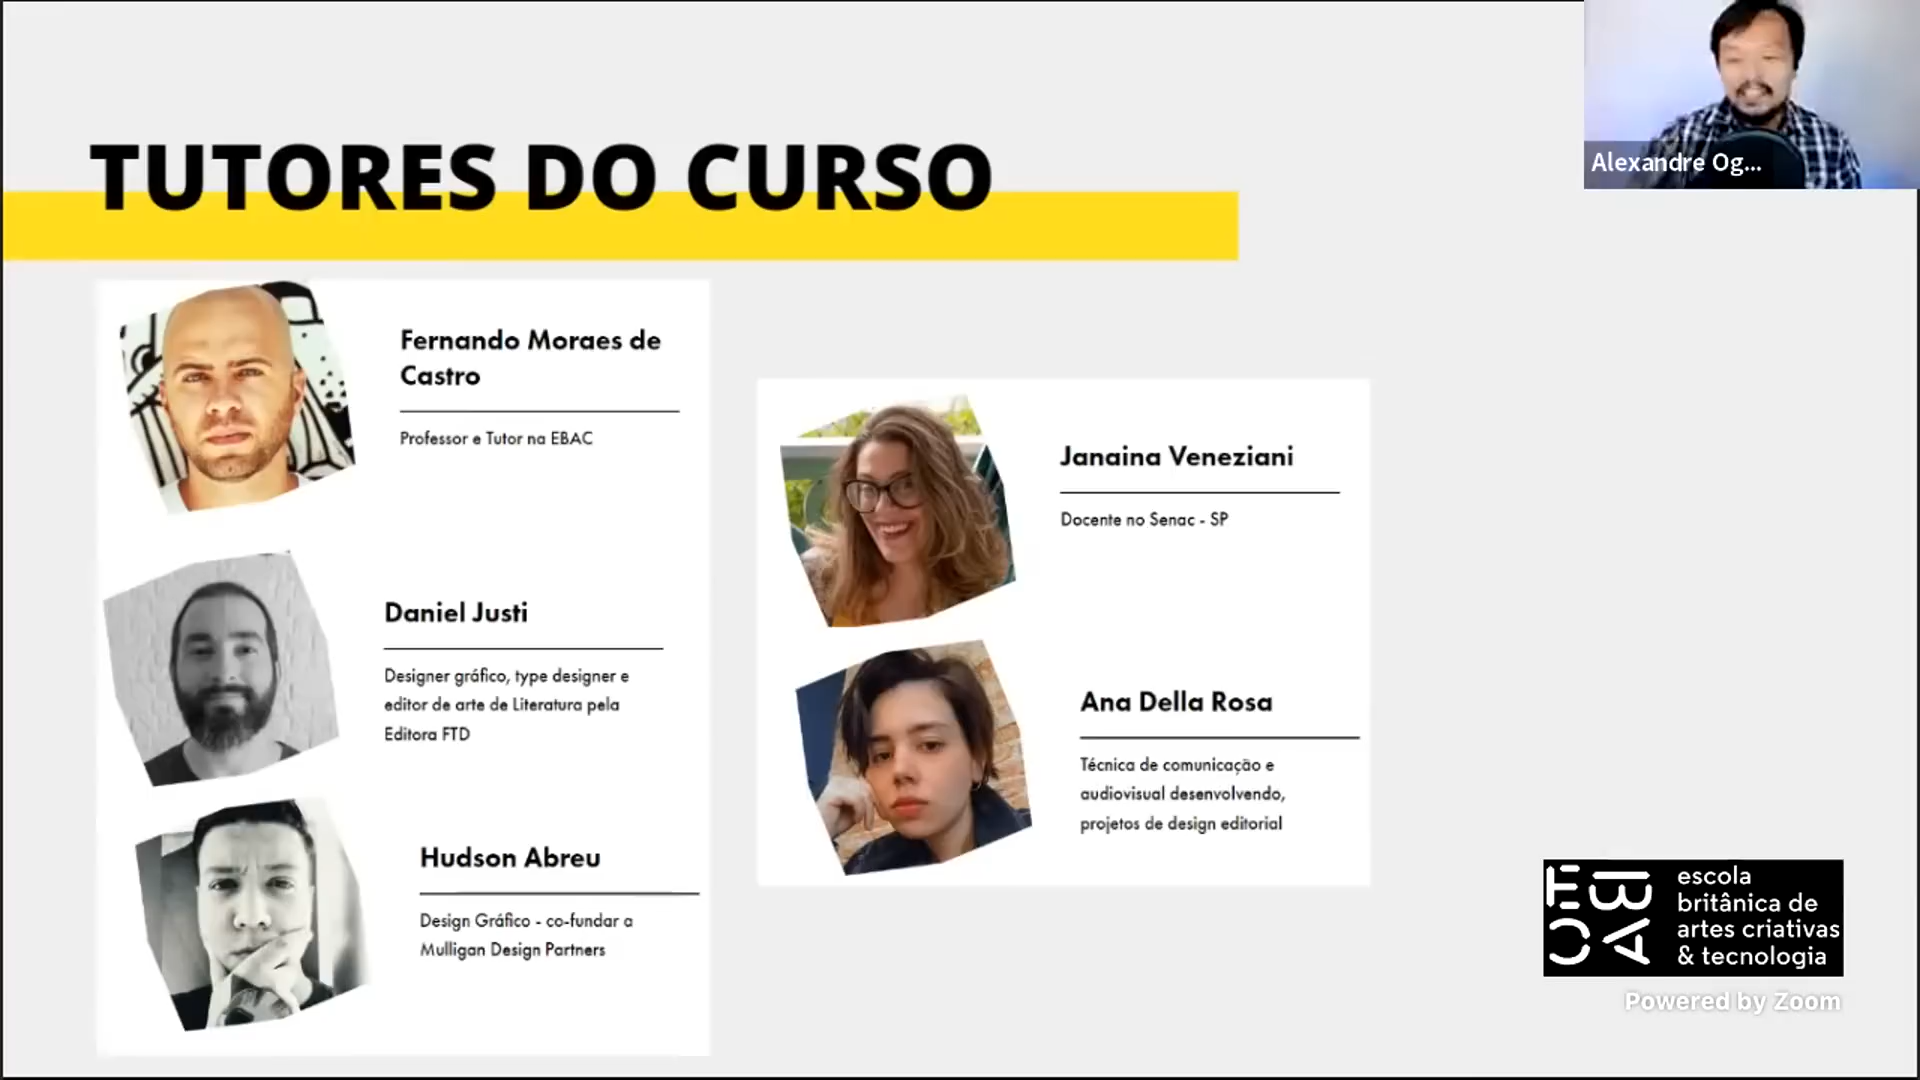 TUTORES DO CURSO
Alexandre Og...
Fernando Moraes de
Castro
Professor e Tutor na EBAC
Daniel Justi
Designer gráfico, type designer e
editor de arte de Literatura pela
Editora FTD
Hudson Abreu
Design Gráfico - co-fundar a
Mulligan Design Partners
Janaina Veneziani
Docente no Senac - SP
Ana Della Rosa
Técnica de comunicação e
audiovisual desenvolvendo,
projetos de design editorial
EBAC
escola
britânica de
artes criativas
& tecnologia
Powered by Zoom